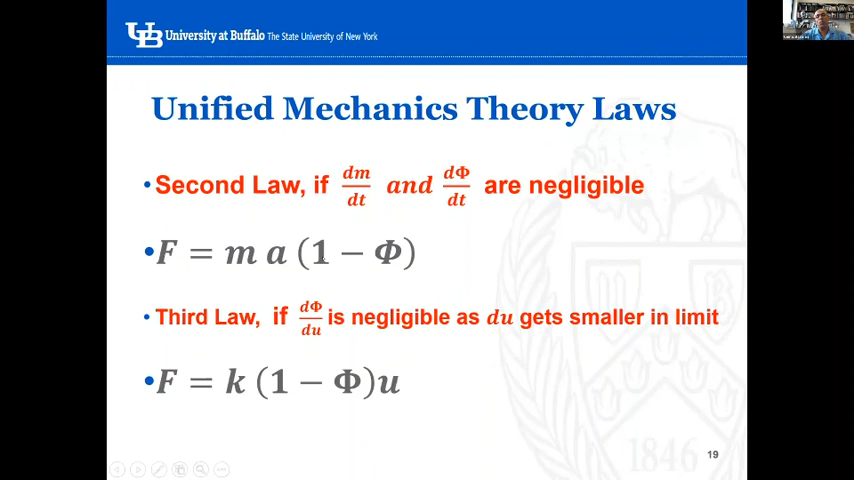 University at Buffalo The State University of New York
Unified Mechanics Theory Laws
•Second Law, if dm/dt and dΦ/dt are negligible
•F = m a (1 − Φ)
• Third Law, if dΦ/du is negligible as du gets smaller in limit
•F = k (1 − Φ)u
1846
19